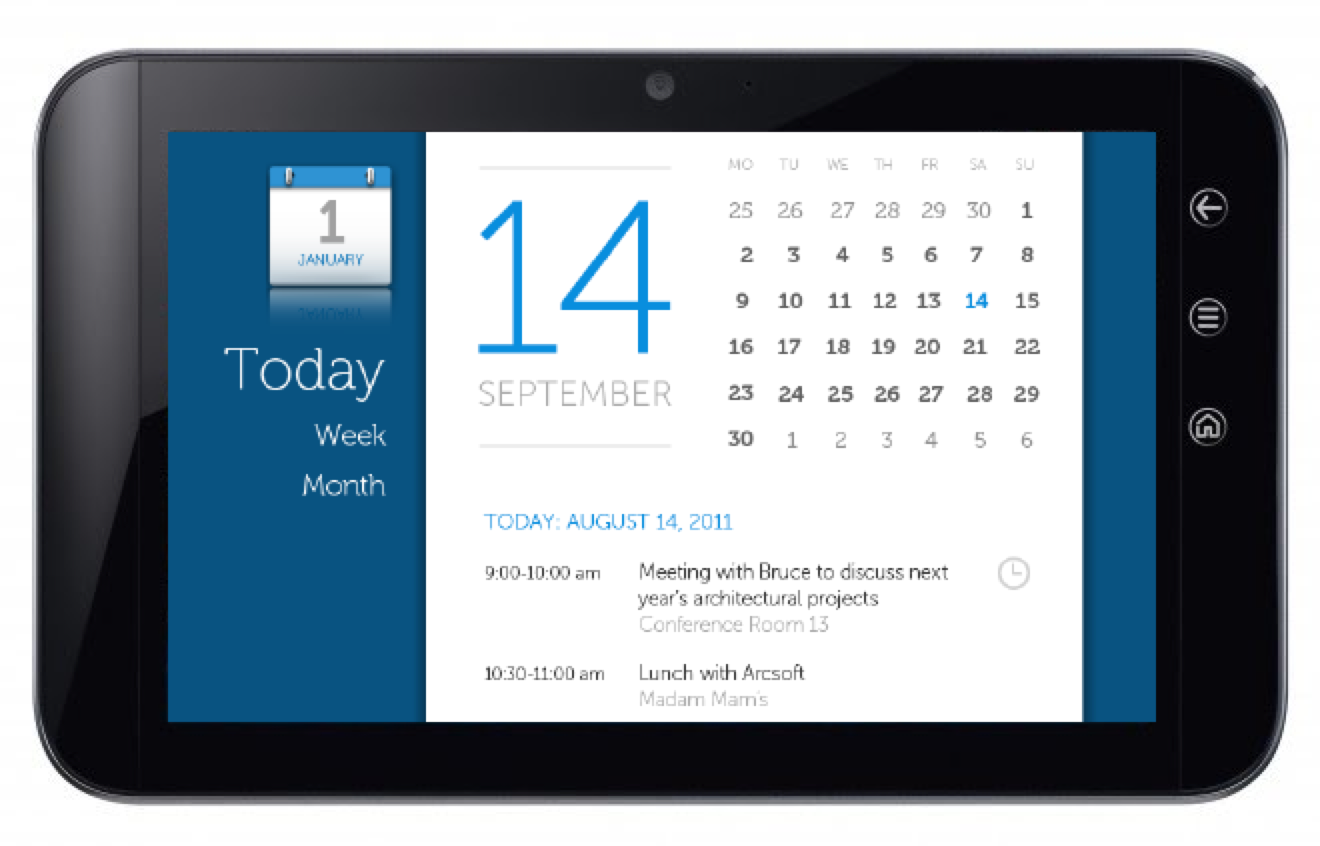 1
JANUARY
Today
Week
Month
14
SEPTEMBER
MO TU WE TH FR SA SU
25 26 27 28 29 30 1
2 3 4 5 6 7 8
9 10 11 12 13 14 15
16 17 18 19 20 21 22
23 24 25 26 27 28 29
30 1 2 3 4 5 6
TODAY: AUGUST 14, 2011
9:00-10:00 am Meeting with Bruce to discuss next
year's architectural projects
Conference Room 13
10:30-11:00 am Lunch with Arcsoft
Madam Mam's